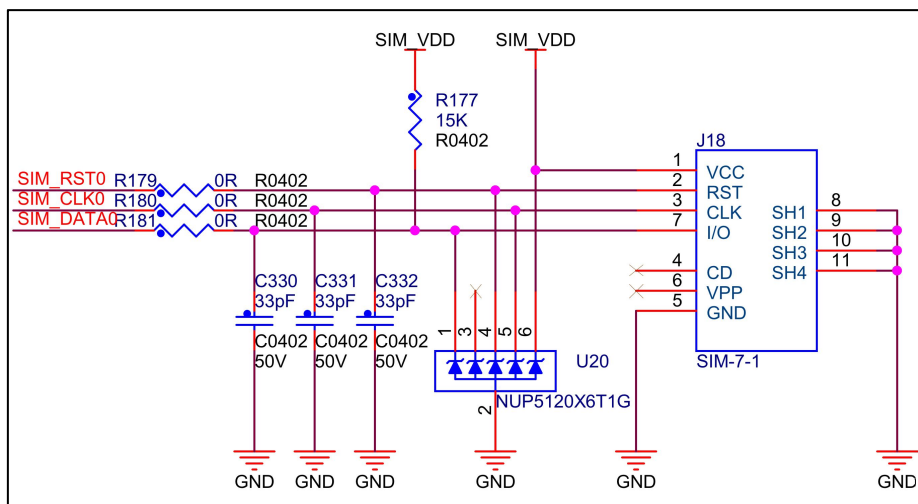 SIM_VDD SIM_VDD
R177
15K
R0402
J18
SIM_RST0 R179 0R R0402
SIM_CLK0 R180 0R R0402
SIM_DATA0 R181 0R R0402
1 VCC
2 RST
3 CLK
7 I/O
4 CD
6 VPP
5 GND
SH1 8
SH2 9
SH3 10
SH4 11
SIM-7-1
C330 C331 C332
33pF 33pF 33pF
C0402 C0402 C0402
50V 50V 50V
1 3 4 5 6
U20
NUP5120X6T1G
2
GND GND GND GND GND GND